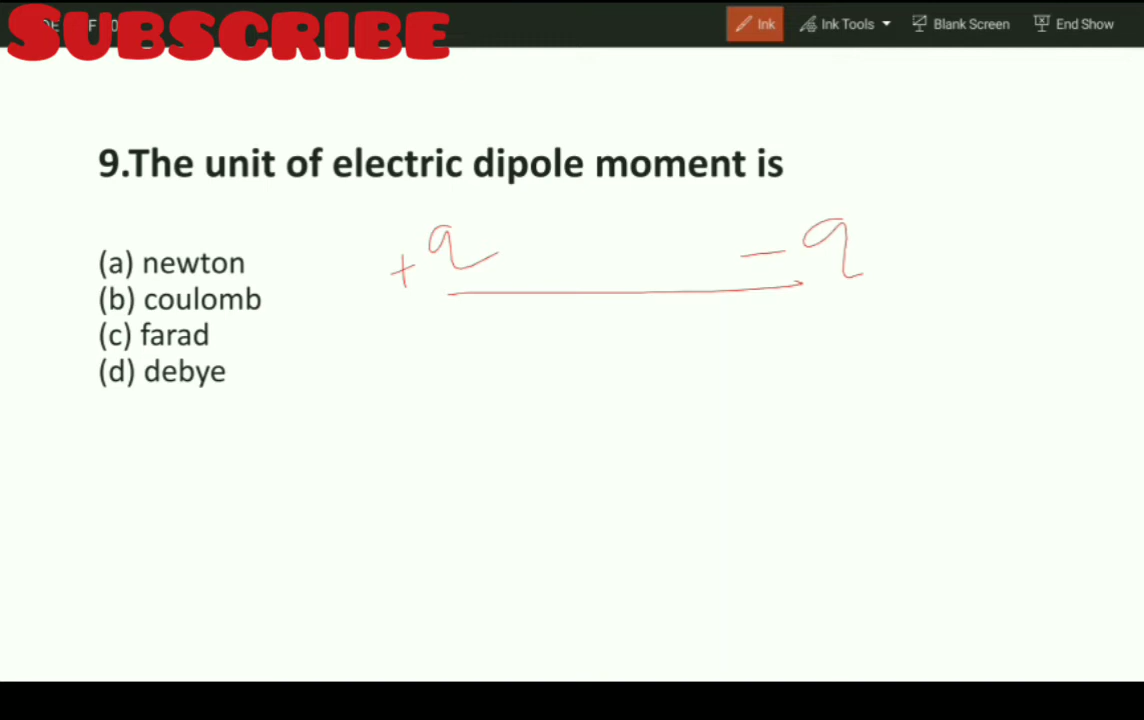 SUBSCRIBE
Ink
Ink Tools
Blank Screen
End Show
9.The unit of electric dipole moment is
+q
-q
(a) newton
(b) coulomb
(c) farad
(d) debye